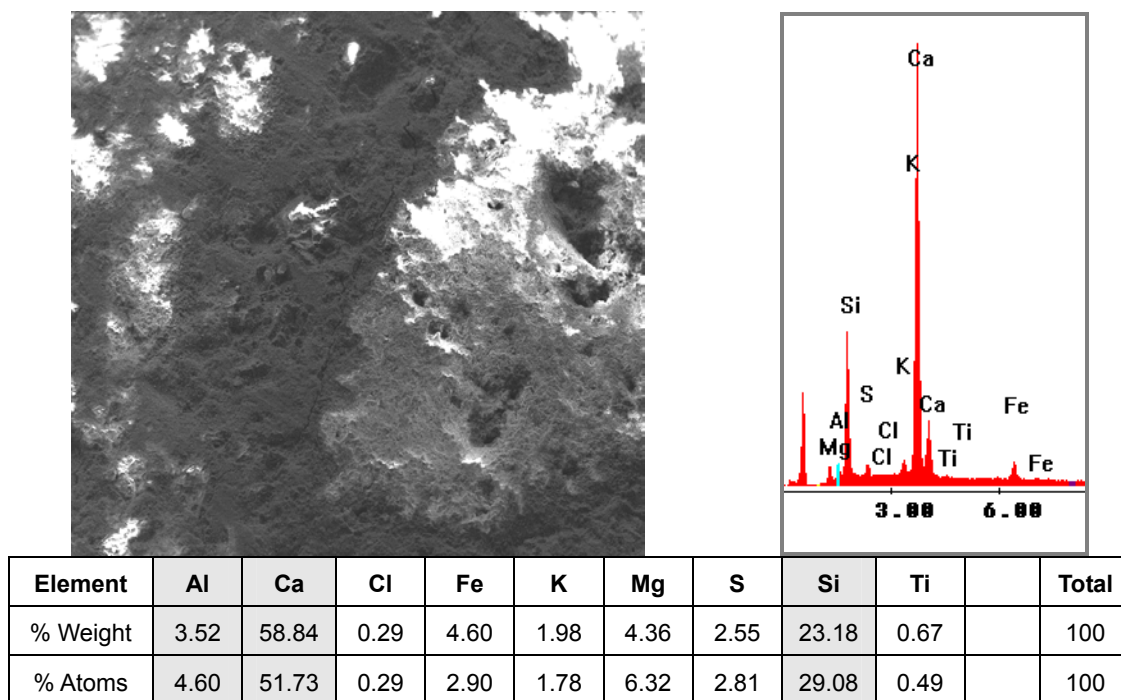 Ca
K
Si
K
S
Ca
Fe
Al
Cl
Ti
Mg
Cl
Ti
Fe
3.00 6.00
Element Al Ca Cl Fe K Mg S Si Ti Total
% Weight 3.52 58.84 0.29 4.60 1.98 4.36 2.55 23.18 0.67 100
% Atoms 4.60 51.73 0.29 2.90 1.78 6.32 2.81 29.08 0.49 100